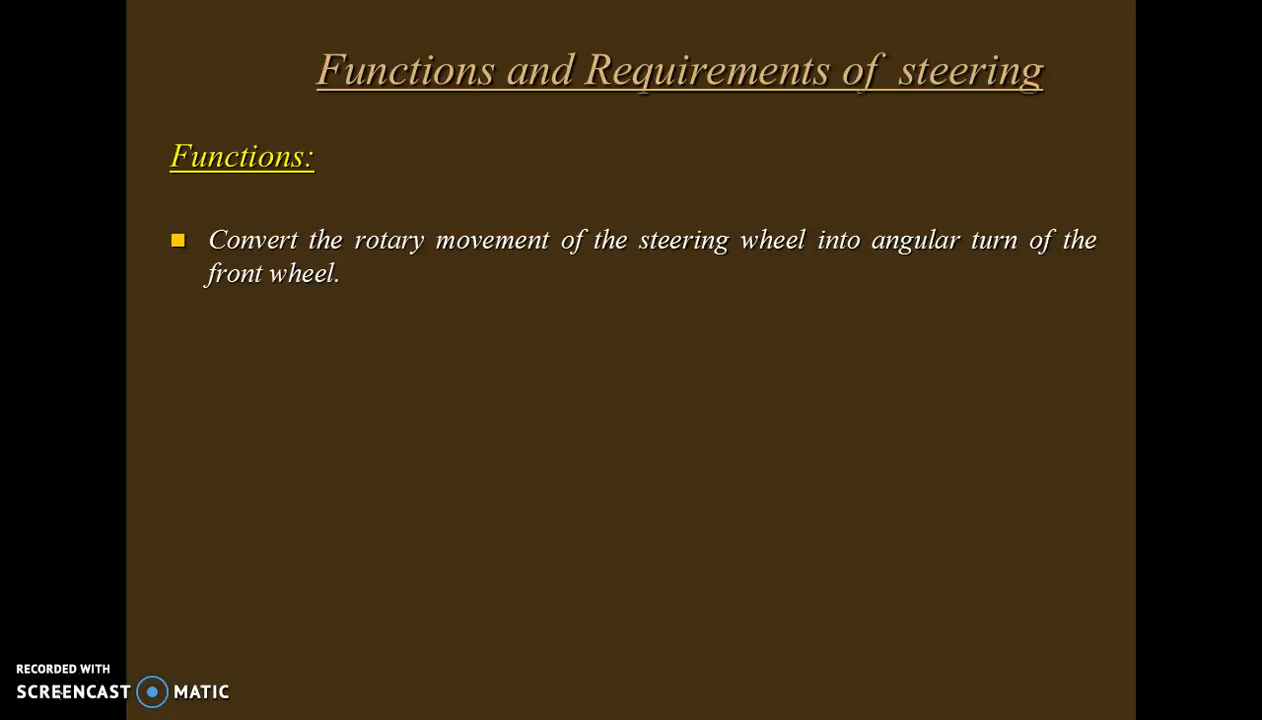 Functions and Requirements of steering
Functions:
Convert the rotary movement of the steering wheel into angular turn of the
front wheel.
RECORDED WITH
SCREENCAST MATIC